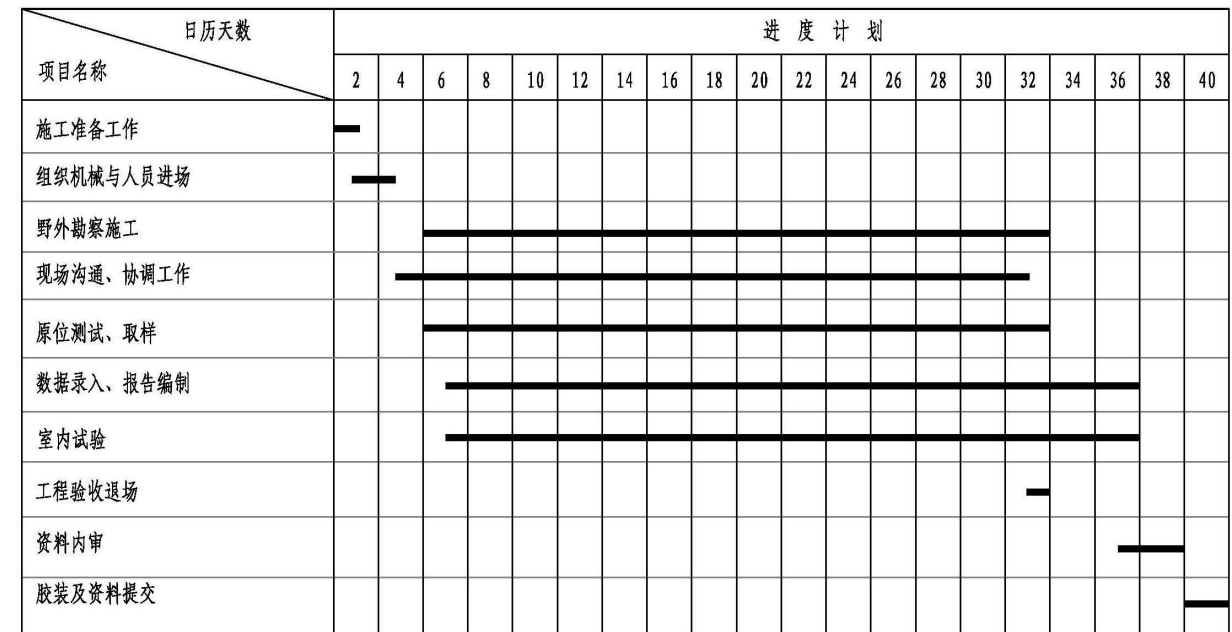 日历天数
进度计划
项目名称
2 4 6 8 10 12 14 16 18 20 22 24 26 28 30 32 34 36 38 40
施工准备工作
组织机械与人员进场
野外勘察施工
现场沟通、协调工作
原位测试、取样
数据录入、报告编制
室内试验
工程验收退场
资料内审
胶装及资料提交